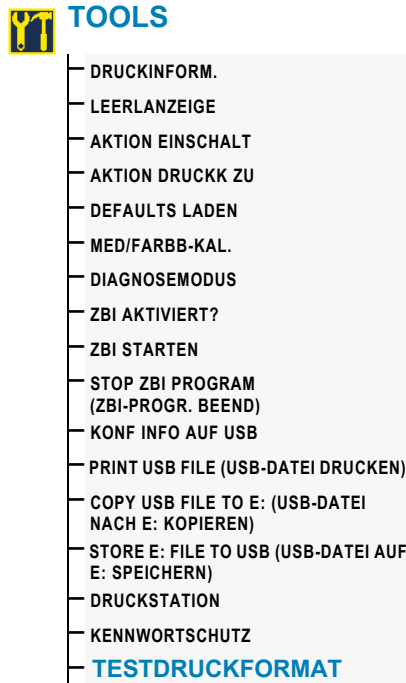 TOOLS
DRUCKINFORM.
LEERLANZEIGE
AKTION EINSCHALT
AKTION DRUCKK ZU
DEFAULTS LADEN
MED/FARBB-KAL.
DIAGNOSEMODUS
ZBI AKTIVIERT?
ZBI STARTEN
STOP ZBI PROGRAM
(ZBI-PROGR. BEEND)
KONF INFO AUF USB
PRINT USB FILE (USB-DATEI DRUCKEN)
COPY USB FILE TO E: (USB-DATEI
NACH E: KOPIEREN)
STORE E: FILE TO USB (USB-DATEI AUF
E: SPEICHERN)
DRUCKSTATION
KENNWORTSCHUTZ
TESTDRUCKFORMAT